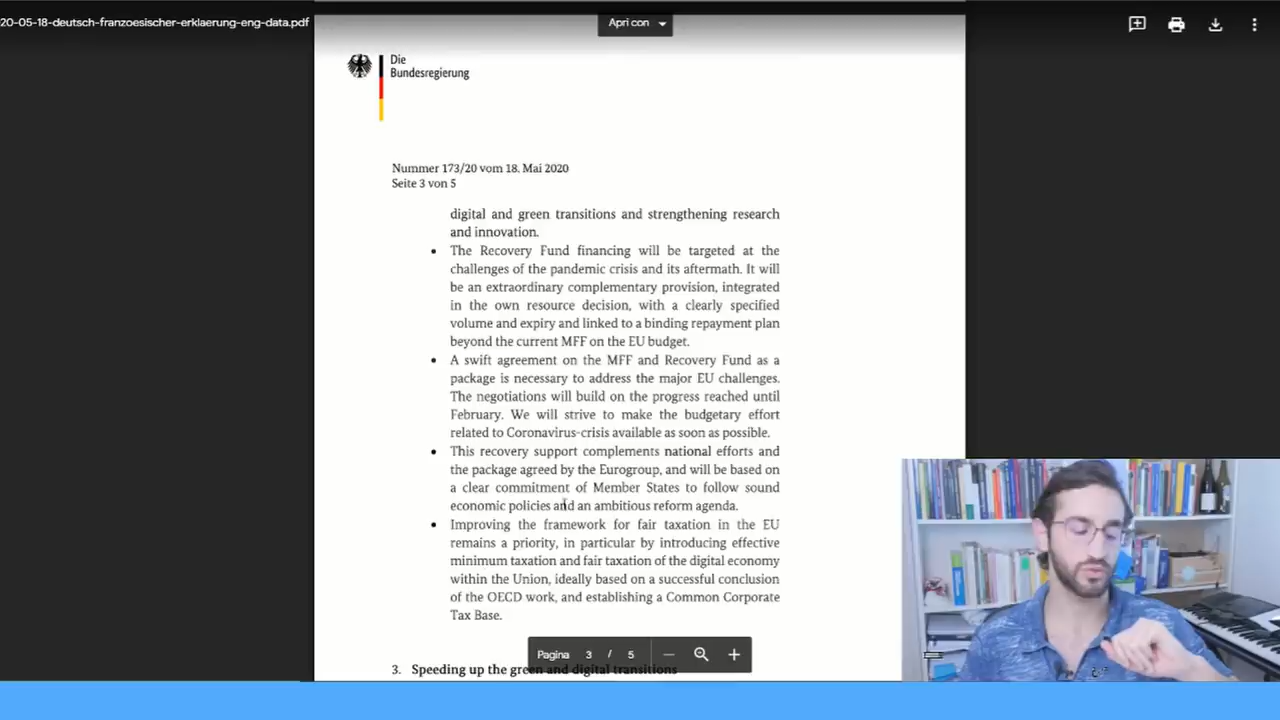 20-05-18-deutsch-franzoesischer-erklaerung-eng-data.pdf
Apri con
Die
Bundesregierung
Nummer 173/20 vom 18. Mai 2020
Seite 3 von 5
digital and green transitions and strengthening research
and innovation.
• The Recovery Fund financing will be targeted at the
challenges of the pandemic crisis and its aftermath. It will
be an extraordinary complementary provision, integrated
in the own resource decision, with a clearly specified
volume and expiry and linked to a binding repayment plan
beyond the current MFF on the EU budget.
• A swift agreement on the MFF and Recovery Fund as a
package is necessary to address the major EU challenges.
The negotiations will build on the progress reached until
February. We will strive to make the budgetary effort
related to Coronavirus-crisis available as soon as possible.
• This recovery support complements national efforts and
the package agreed by the Eurogroup, and will be based on
a clear commitment of Member States to follow sound
economic policies and an ambitious reform agenda.
• Improving the framework for fair taxation in the EU
remains a priority, in particular by introducing effective
minimum taxation and fair taxation of the digital economy
within the Union, ideally based on a successful conclusion
of the OECD work, and establishing a Common Corporate
Tax Base.
Pagina 3 / 5
3. Speeding up the green and digital transitions